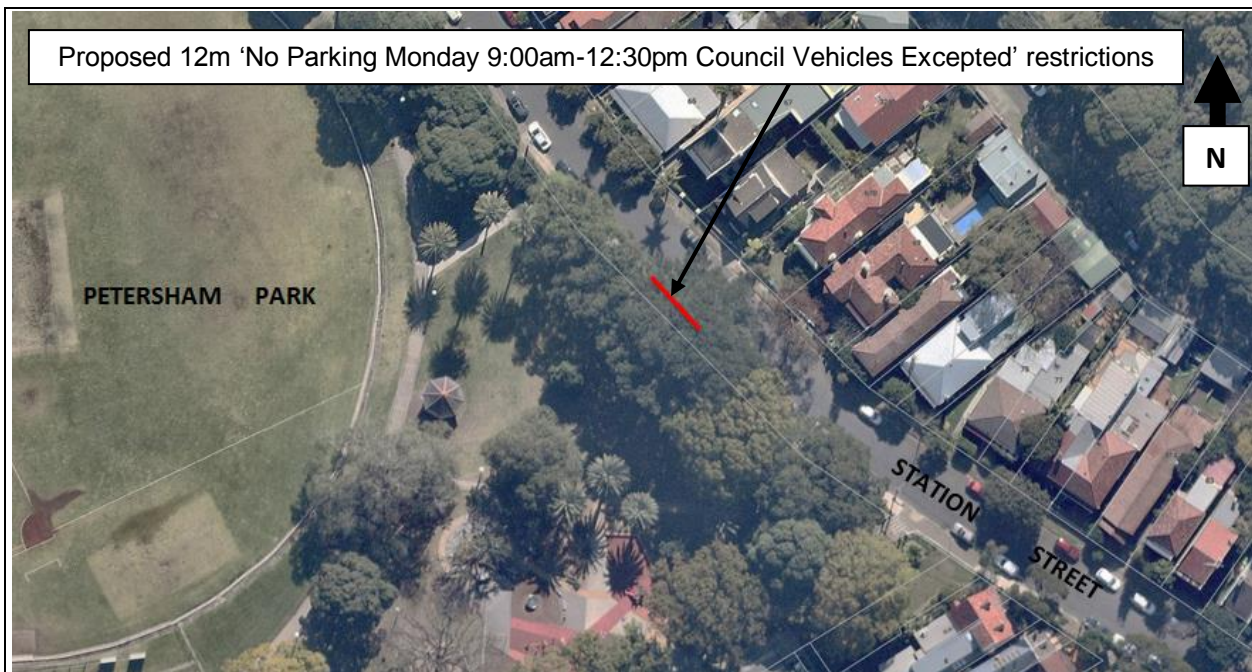 Proposed 12m ‘No Parking Monday 9:00am-12:30pm Council Vehicles Excepted’ restrictions
N
PETERSHAM PARK
STATION
STREET